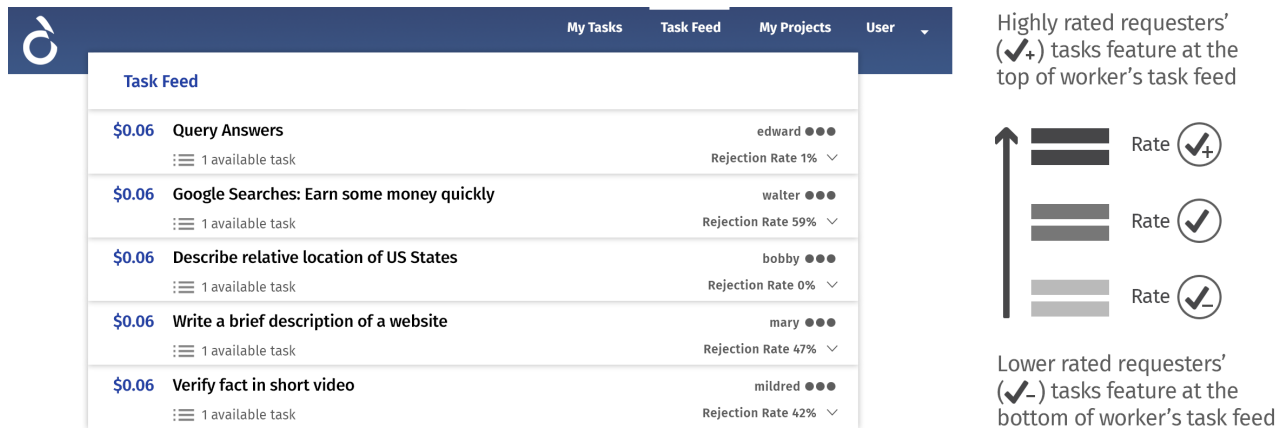 My Tasks Task Feed My Projects User
Task Feed
$0.06 Query Answers edward
1 available task Rejection Rate 1%
$0.06 Google Searches: Earn some money quickly walter
1 available task Rejection Rate 59%
$0.06 Describe relative location of US States bobby
1 available task Rejection Rate 0%
$0.06 Write a brief description of a website mary
1 available task Rejection Rate 47%
$0.06 Verify fact in short video mildred
1 available task Rejection Rate 42%
Highly rated requesters’
(✓+) tasks feature at the
top of worker’s task feed
Rate ✓+
Rate ✓
Rate ✓-
Lower rated requesters’
(✓-) tasks feature at the
bottom of worker’s task feed